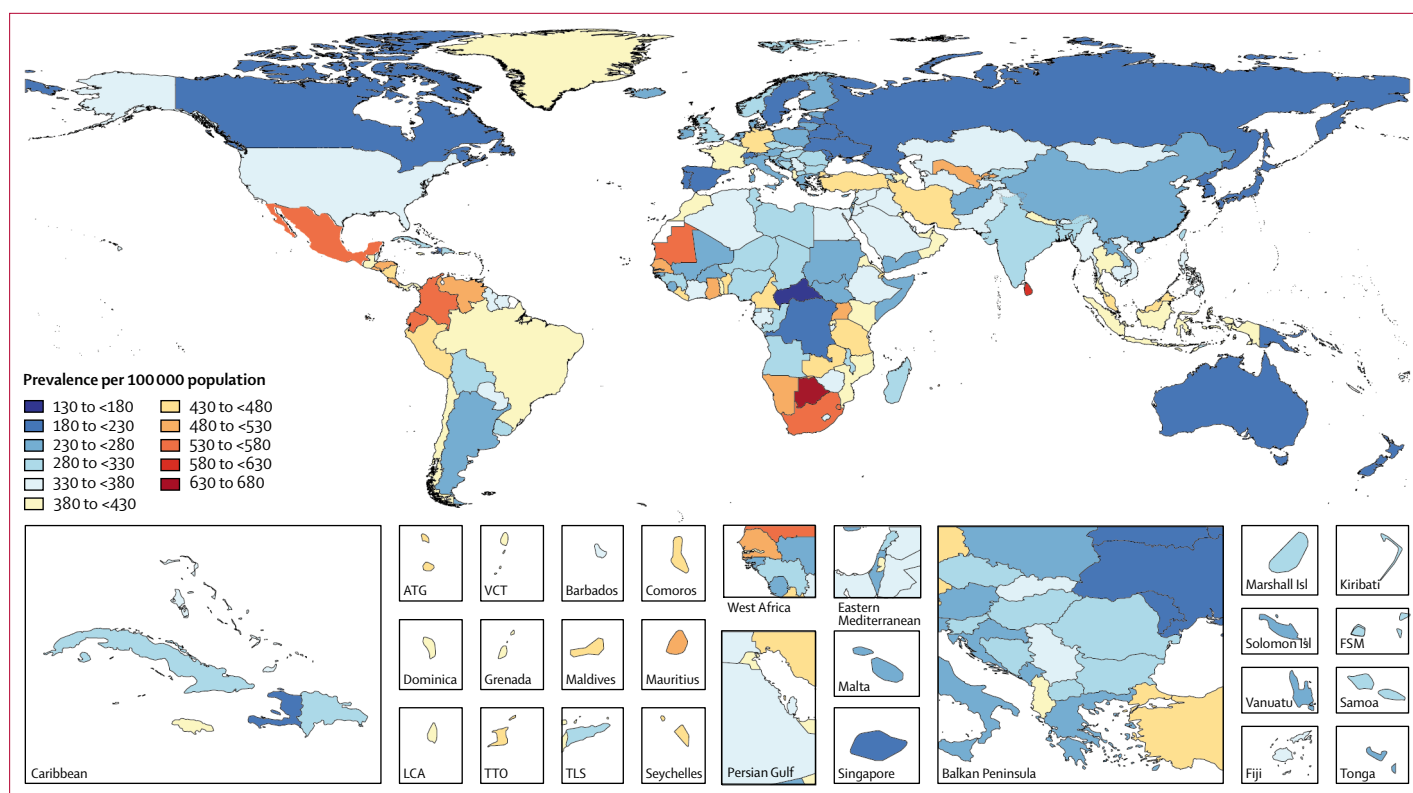 Prevalence per 100 000 population
130 to <180
180 to <230
230 to <280
280 to <330
330 to <380
380 to <430
430 to <480
480 to <530
530 to <580
580 to <630
630 to 680
Caribbean
ATG
VCT
Barbados
Comoros
West Africa
Eastern
Mediterranean
Dominica
Grenada
Maldives
Mauritius
Malta
LCA
TTO
TLS
Seychelles
Persian Gulf
Singapore
Balkan Peninsula
Marshall Isl
Kiribati
Solomon Isl
FSM
Vanuatu
Samoa
Fiji
Tonga